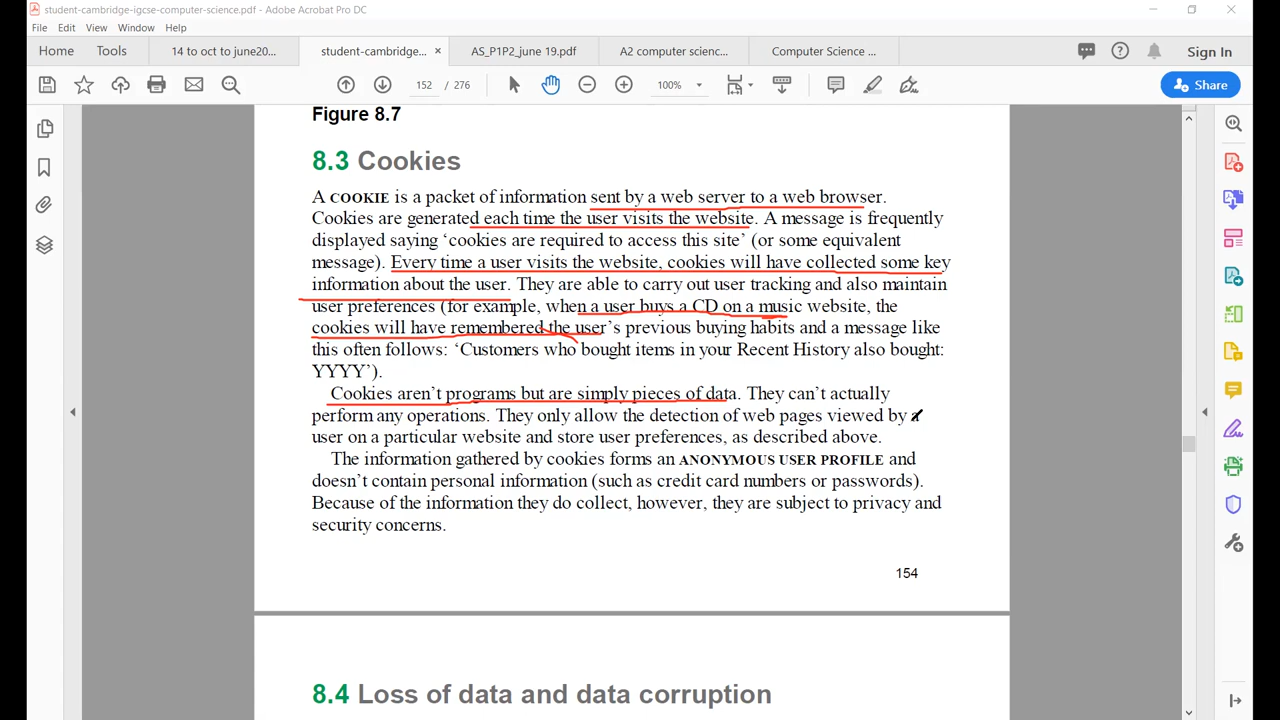 student-cambridge-igcse-computer-science.pdf - Adobe Acrobat Pro DC
File Edit View Window Help
Home Tools 14 to oct to june20... student-cambridge... × AS_P1P2_june 19.pdf A2 computer scienc... Computer Science ... Sign In
152 / 276 100% Share
Figure 8.7
8.3 Cookies
A COOKIE is a packet of information sent by a web server to a web browser.
Cookies are generated each time the user visits the website. A message is frequently
displayed saying ‘cookies are required to access this site’ (or some equivalent
message). Every time a user visits the website, cookies will have collected some key
information about the user. They are able to carry out user tracking and also maintain
user preferences (for example, when a user buys a CD on a music website, the
cookies will have remembered the user’s previous buying habits and a message like
this often follows: ‘Customers who bought items in your Recent History also bought:
YYYY’).
Cookies aren’t programs but are simply pieces of data. They can’t actually
perform any operations. They only allow the detection of web pages viewed by a
user on a particular website and store user preferences, as described above.
The information gathered by cookies forms an ANONYMOUS USER PROFILE and
doesn’t contain personal information (such as credit card numbers or passwords).
Because of the information they do collect, however, they are subject to privacy and
security concerns.
154
8.4 Loss of data and data corruption